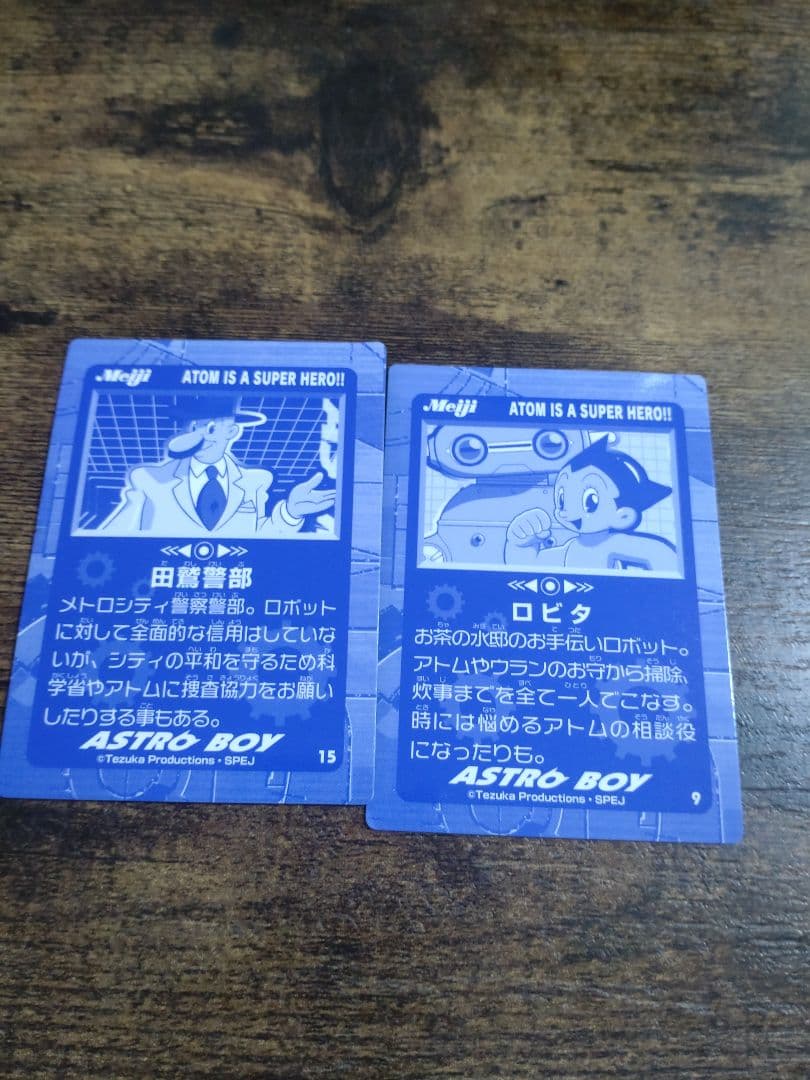 Meiji ATOM IS A SUPER HERO!!
田鷲警部
メトロシティ警察警部。ロボット
に対して全面的な信用はしていな
いが、シティの平和を守るため科
学省やアトムに捜査協力をお願い
したりする事もある。
ASTRO BOY
©Tezuka Productions・SPEJ 15
Meiji ATOM IS A SUPER HERO!!
ロビタ
お茶の水邸のお手伝いロボット。
アトムやウランのお守から掃除、
炊事までを全て一人でこなす。
時には悩めるアトムの相談役
になったりも。
ASTRO BOY
©Tezuka Productions・SPEJ 9